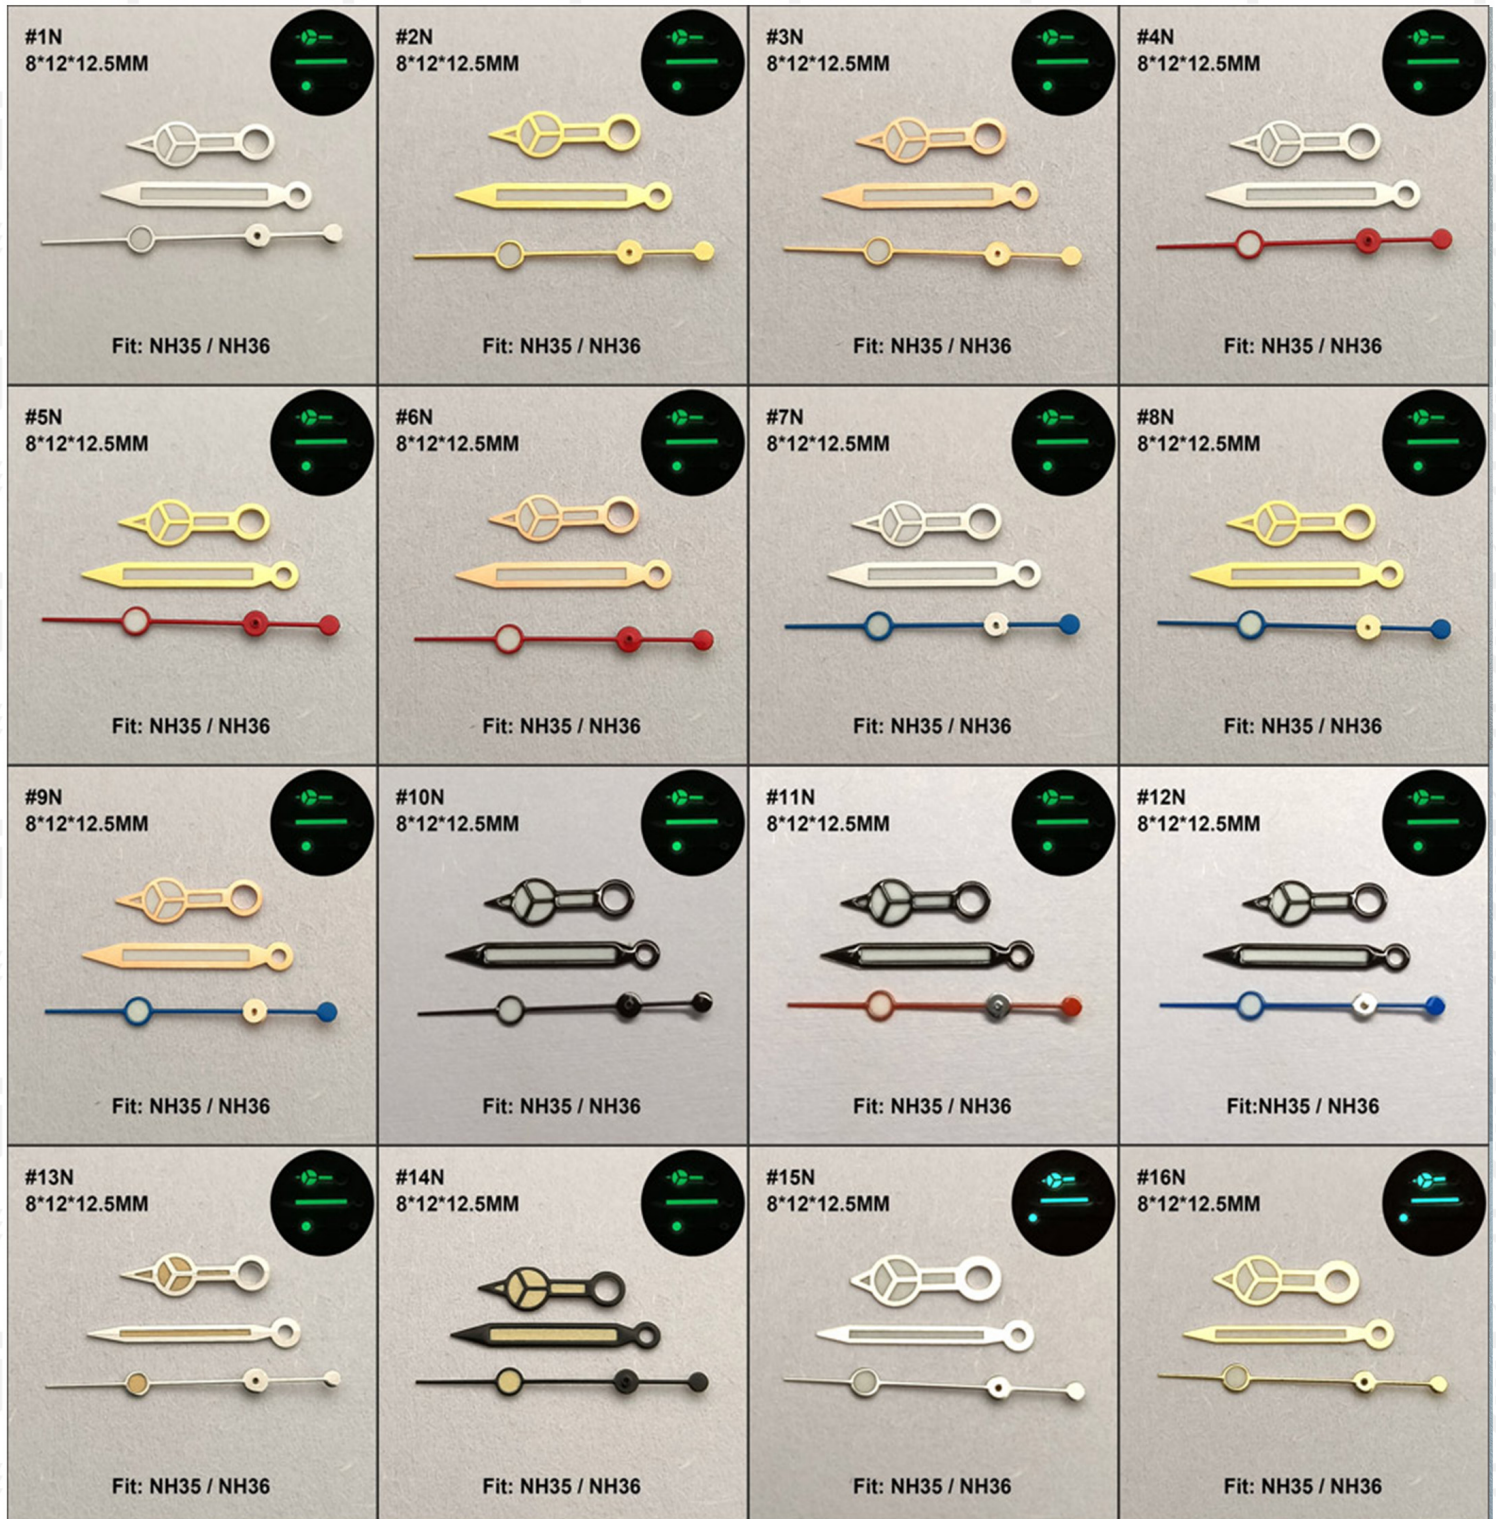 #1N
8*12*12.5MM
Fit: NH35 / NH36
#2N
8*12*12.5MM
Fit: NH35 / NH36
#3N
8*12*12.5MM
Fit: NH35 / NH36
#4N
8*12*12.5MM
Fit: NH35 / NH36
#5N
8*12*12.5MM
Fit: NH35 / NH36
#6N
8*12*12.5MM
Fit: NH35 / NH36
#7N
8*12*12.5MM
Fit: NH35 / NH36
#8N
8*12*12.5MM
Fit: NH35 / NH36
#9N
8*12*12.5MM
Fit: NH35 / NH36
#10N
8*12*12.5MM
Fit: NH35 / NH36
#11N
8*12*12.5MM
Fit: NH35 / NH36
#12N
8*12*12.5MM
Fit:NH35 / NH36
#13N
8*12*12.5MM
Fit: NH35 / NH36
#14N
8*12*12.5MM
Fit: NH35 / NH36
#15N
8*12*12.5MM
Fit: NH35 / NH36
#16N
8*12*12.5MM
Fit: NH35 / NH36